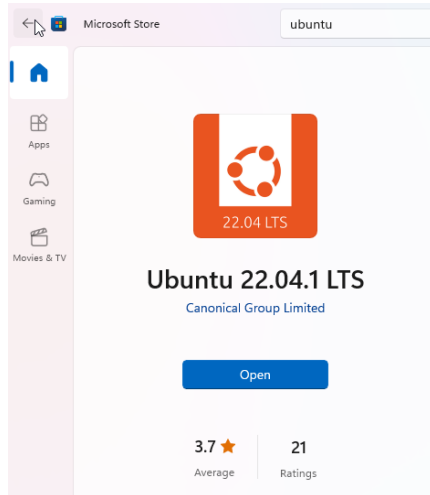 Microsoft Store
ubuntu
Apps
Gaming
Movies & TV
22.04 LTS
Ubuntu 22.04.1 LTS
Canonical Group Limited
Open
3.7
21
Average
Ratings